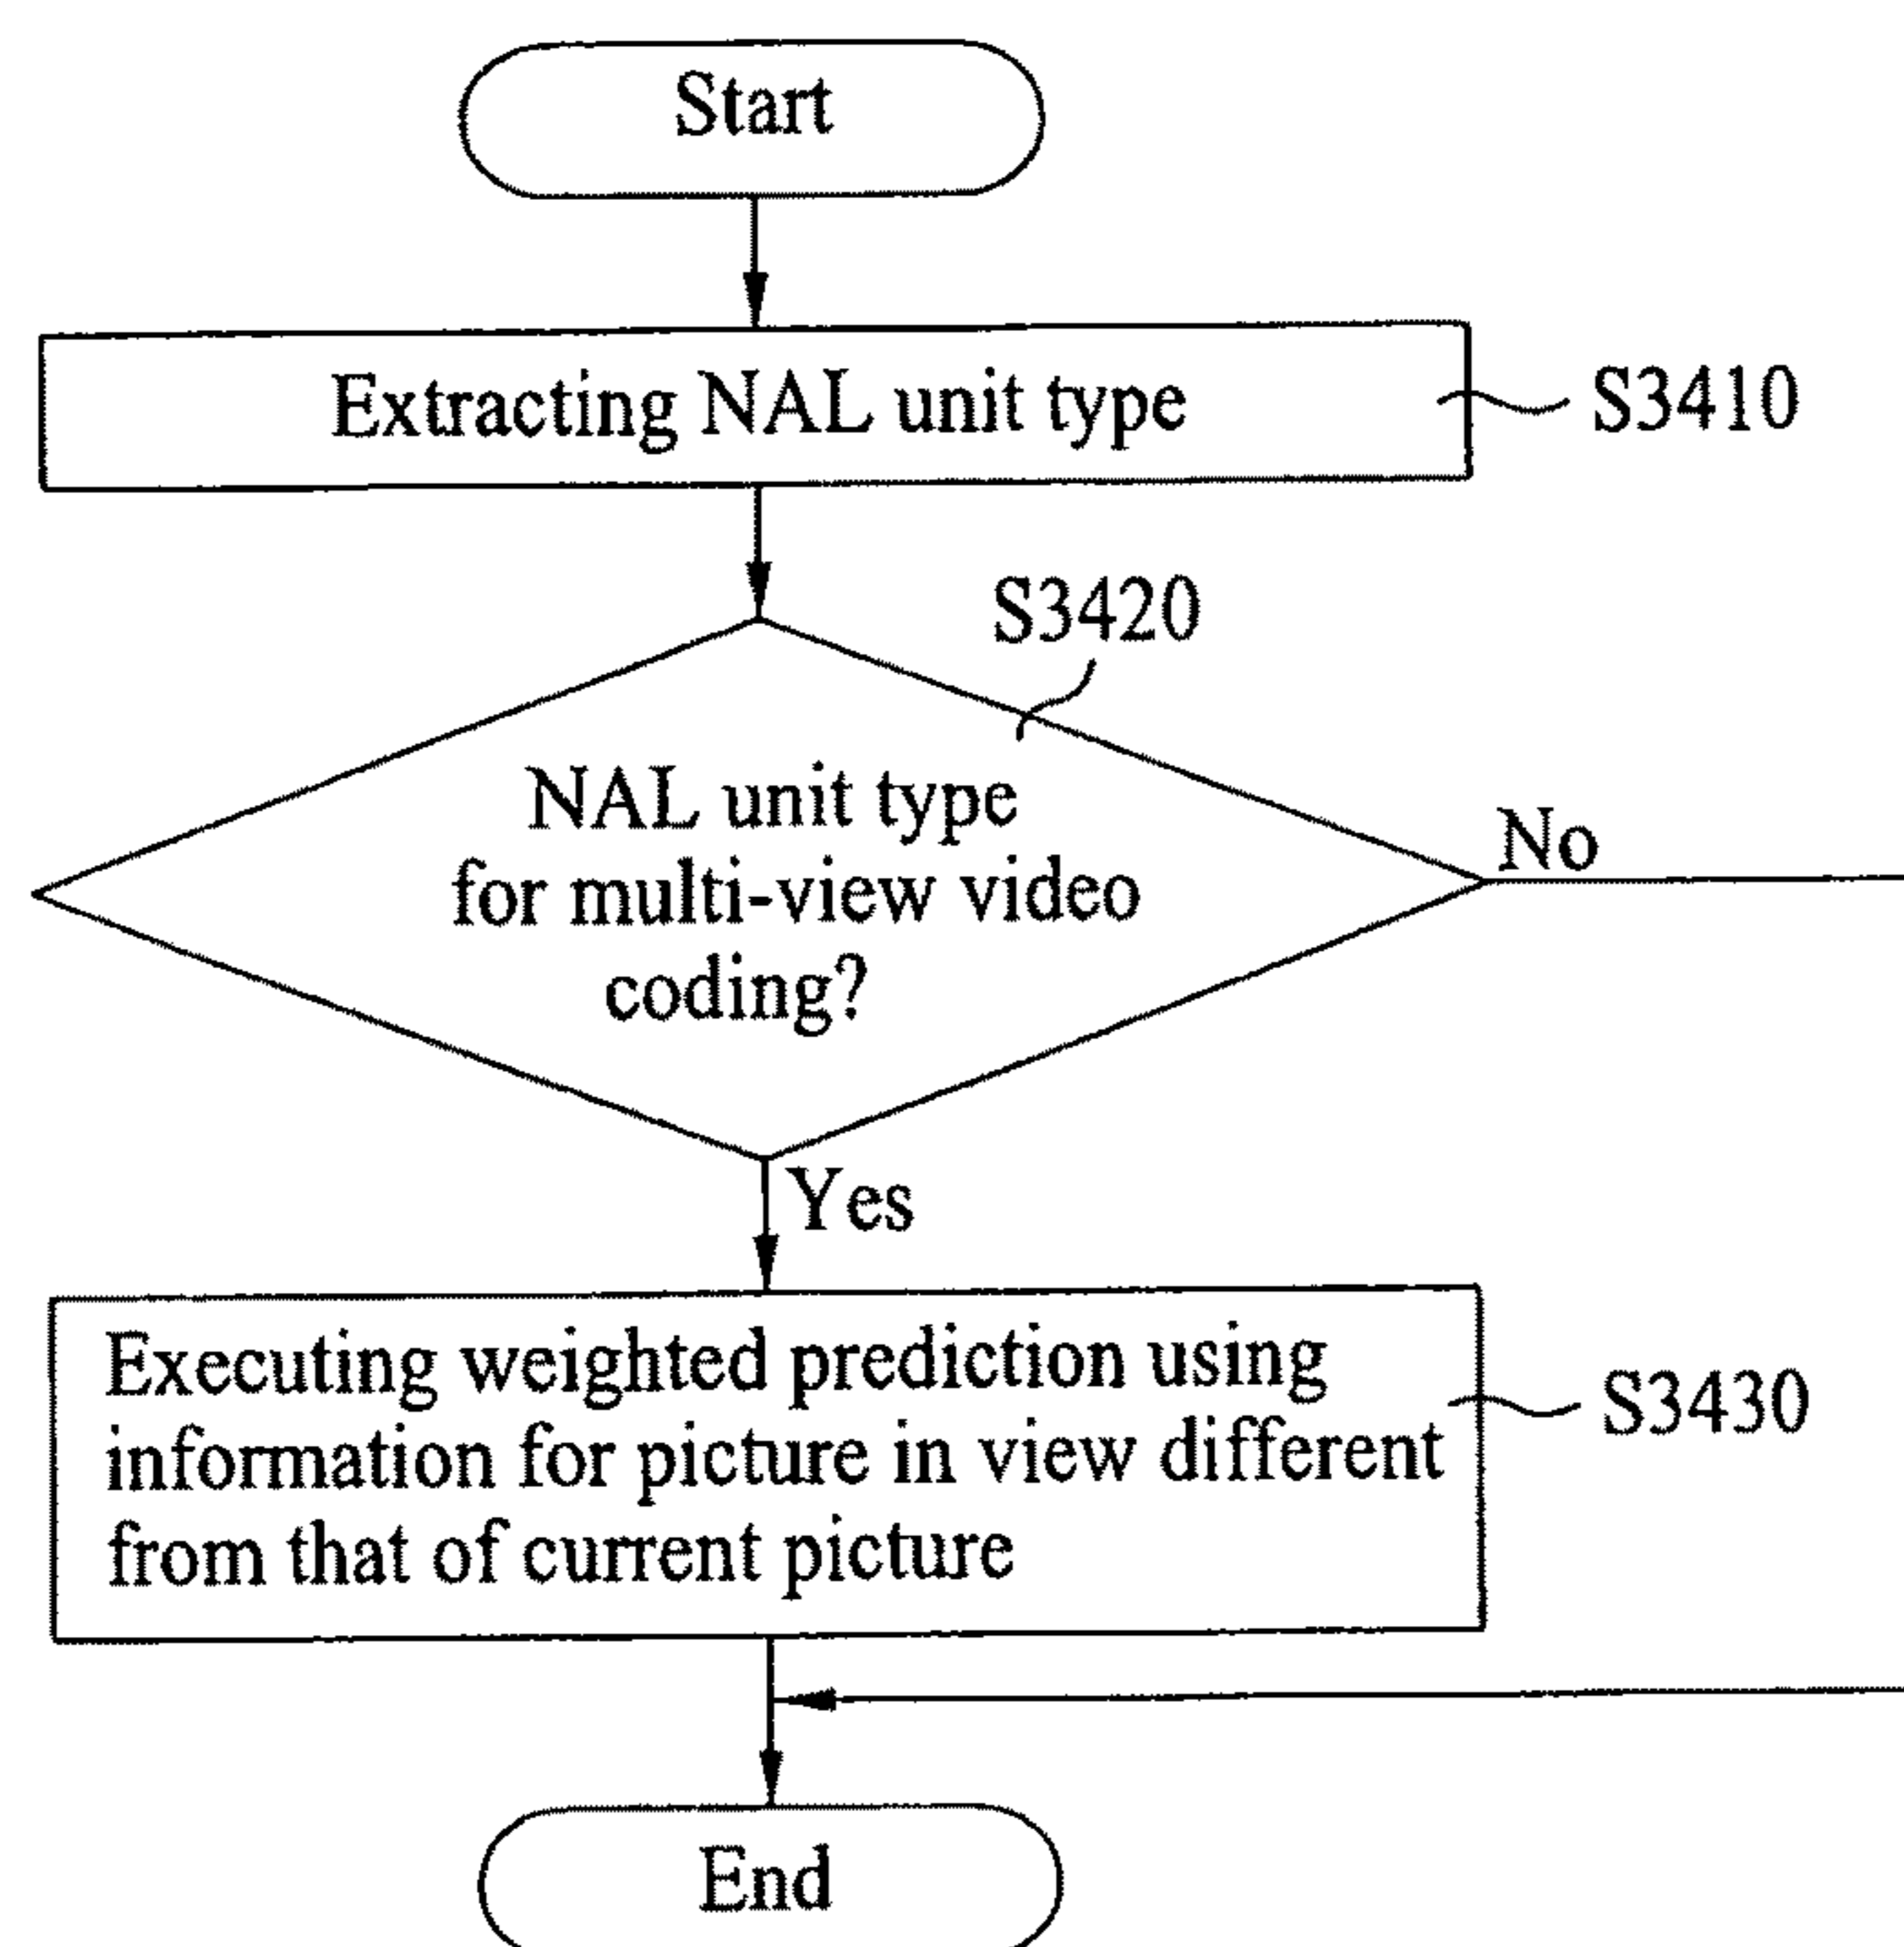 Start
Extracting NAL unit type
S3410
S3420
NAL unit type
for multi-view video
coding?
No
Yes
Executing weighted prediction using
information for picture in view different
from that of current picture
S3430
End